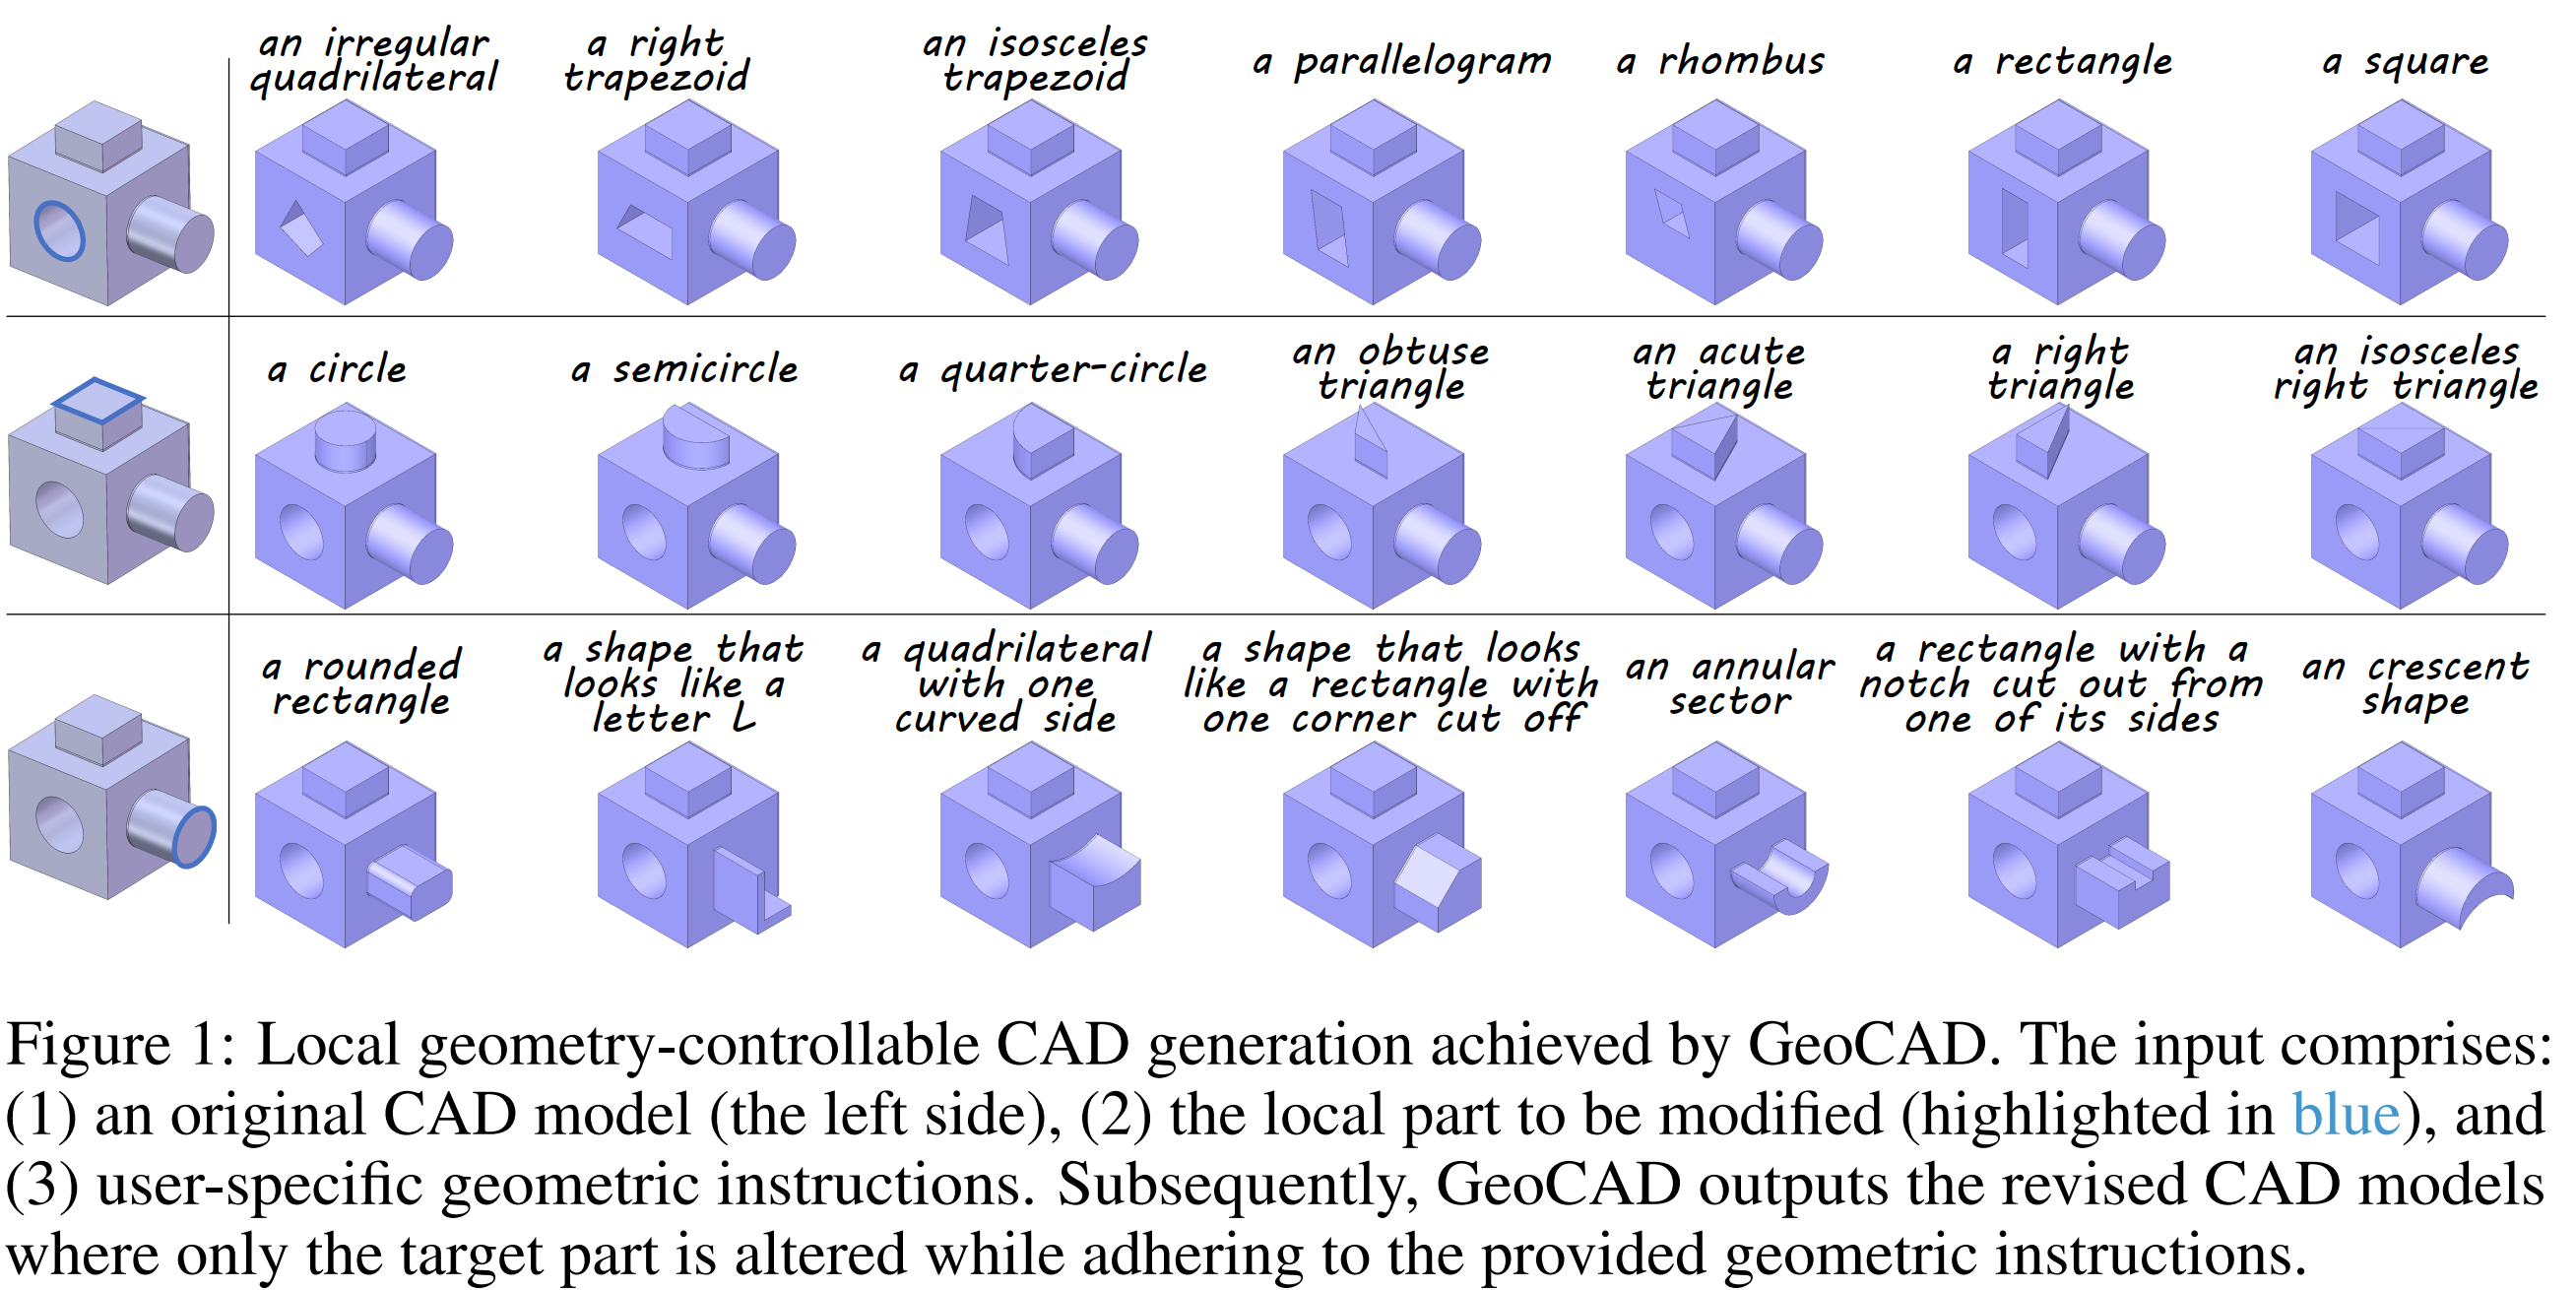 an irregular
quadrilateral
a right
trapezoid
an isosceles
trapezoid
a parallelogram
a rhombus
a rectangle
a square
a circle
a semicircle
a quarter-circle
an obtuse
triangle
an acute
triangle
a right
triangle
an isosceles
right triangle
a rounded
rectangle
a shape that
looks like a
letter L
a quadrilateral
with one
curved side
a shape that looks
like a rectangle with
one corner cut off
an annular
sector
a rectangle with a
notch cut out from
one of its sides
an crescent
shape
Figure 1: Local geometry-controllable CAD generation achieved by GeoCAD. The input comprises:
(1) an original CAD model (the left side), (2) the local part to be modified (highlighted in blue), and
(3) user-specific geometric instructions. Subsequently, GeoCAD outputs the revised CAD models
where only the target part is altered while adhering to the provided geometric instructions.